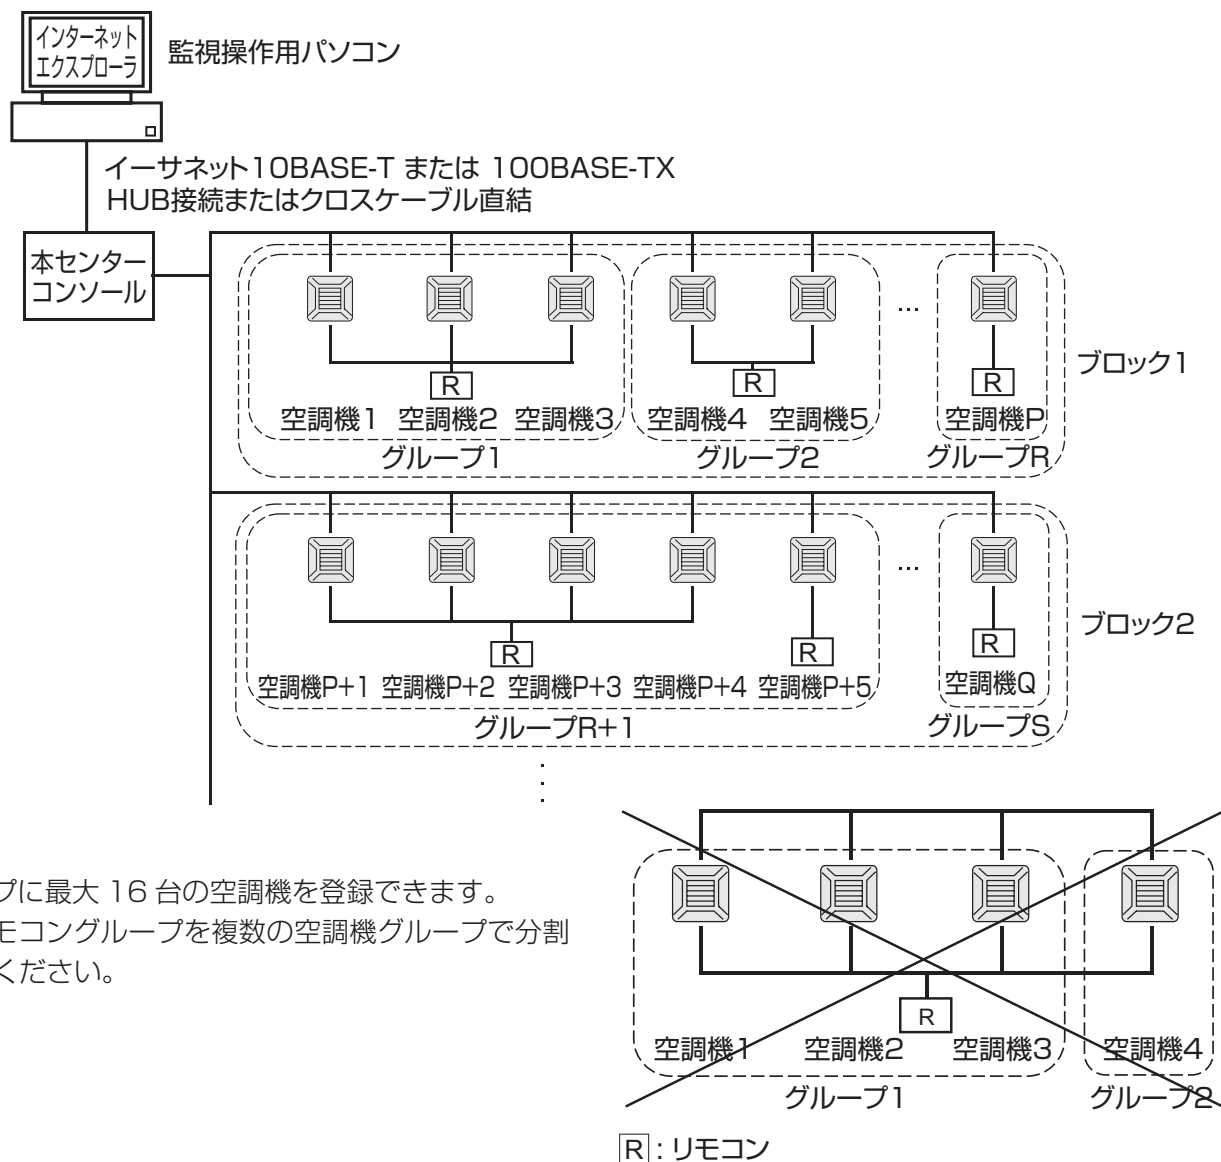 インターネット
エクスプローラ
監視操作用パソコン
イーサネット10BASE-T または 100BASE-TX
HUB接続またはクロスケーブル直結
本センター
コンソール
...
R R R
ブロック1
空調機1 空調機2 空調機3 空調機4 空調機5 空調機P
グループ1 グループ2 グループR
...
R R R
ブロック2
空調機P+1 空調機P+2 空調機P+3 空調機P+4 空調機P+5 空調機Q
グループR+1 グループS
プに最大 16 台の空調機を登録できます。
モコングループを複数の空調機グループで分割
ください。
R
空調機1 空調機2 空調機3 空調機4
グループ1 グループ2
R : リモコン